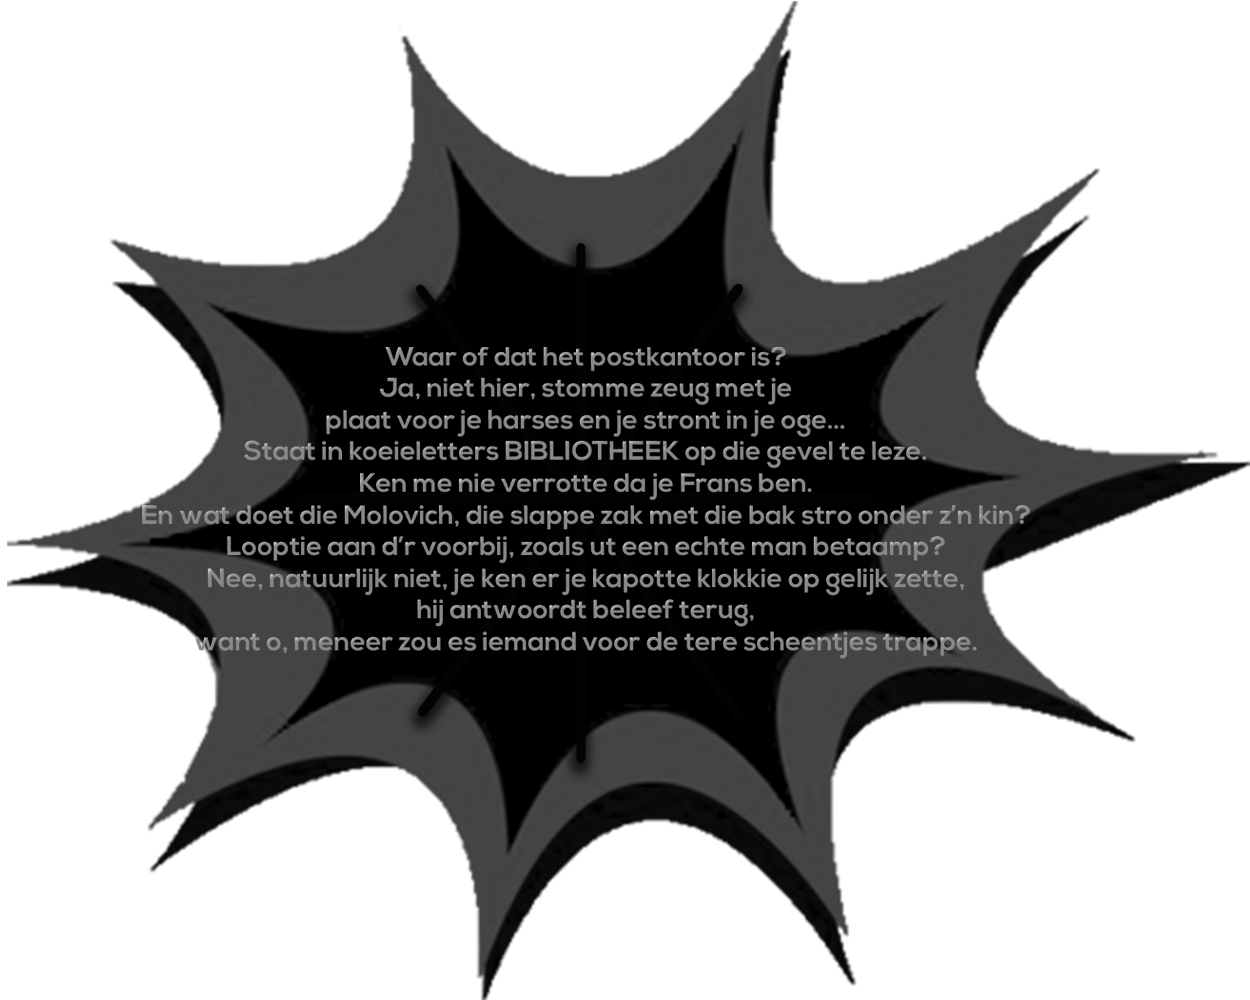 Waar of dat het postkantoor is?
Ja, niet hier, stomme zeug met je
plaat voor je harses en je stront in je oge...
Staat in koeieletters BIBLIOTHEEK op die gevel te leze.
Ken me nie verrotte da je Frans ben.
En wat doet die Molovich, die slappe zak met die bak stro onder z'n kin?
Looptie aan d'r voorbij, zoals ut een echte man betaamp?
Nee, natuurlijk niet, je ken er je kapotte klokkie op gelijk zette,
hij antwoordt beleef terug,
want o, meneer zou es iemand voor de tere scheentjes trappe.